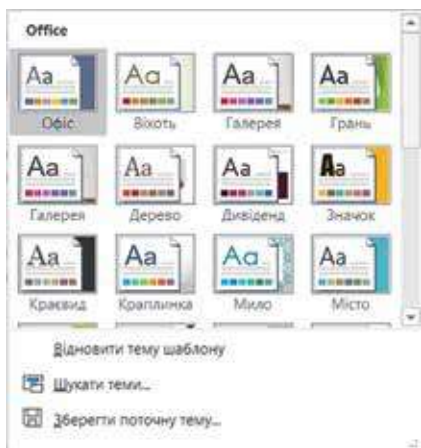 Office
Aa Aa Aa Aa
Офіс Віхоть Галерея Грань
Aa Aa Aa Aa
Галерея Дерево Дивіденд Значок
Aa Aa Aa Aa
Краєвид Краплинка Мило Місто
Відновити тему шаблону
Шукати теми...
Зберегти поточну тему...